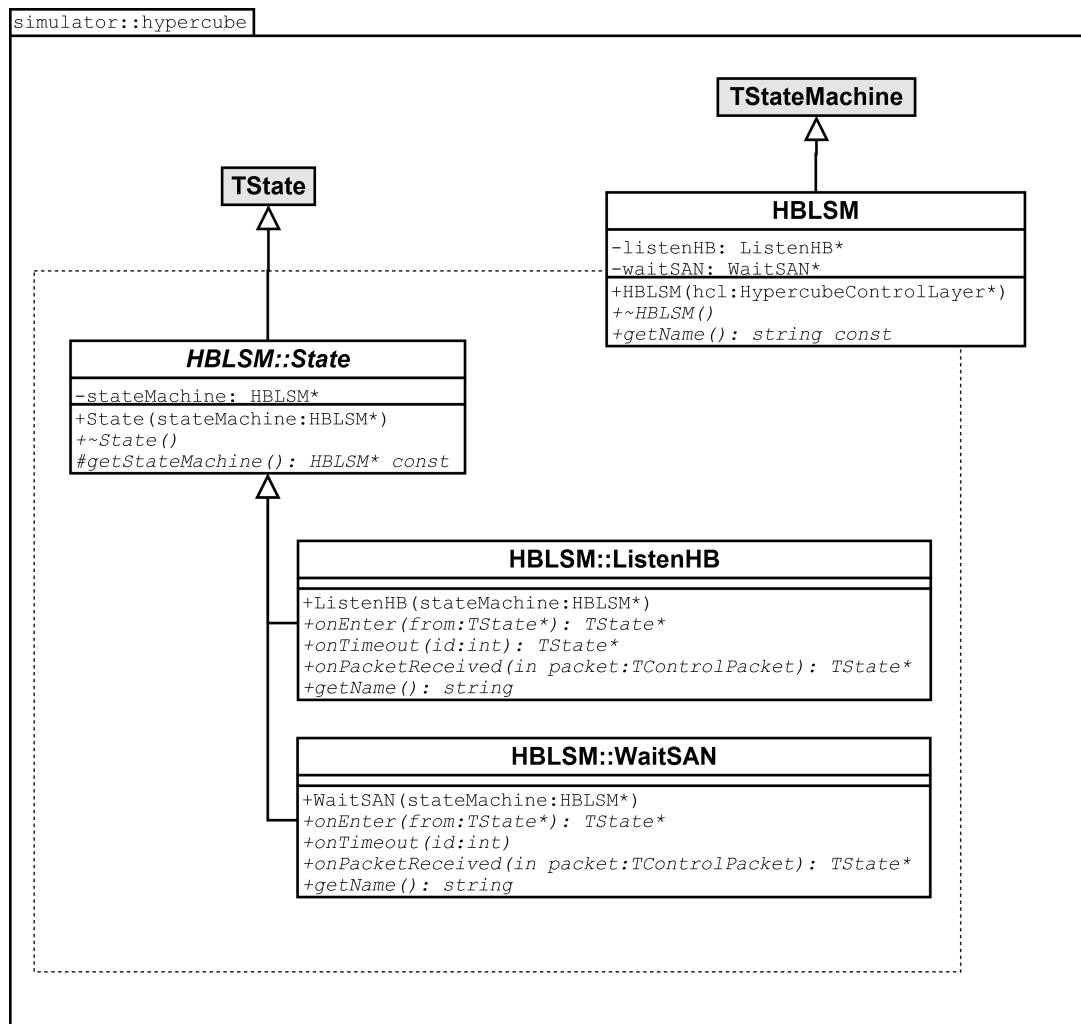 simulator::hypercube
TStateMachine
TState
HBLSM
-listenHB: ListenHB*
-waitSAN: WaitSAN*
+HBLSM(hcl:HypercubeControlLayer*)
+~HBLSM()
+getName(): string const
HBLSM::State
-stateMachine: HBLSM*
+State(stateMachine:HBLSM*)
+~State()
#getStateMachine(): HBLSM* const
HBLSM::ListenHB
+ListenHB(stateMachine:HBLSM*)
+onEnter(from:TState*): TState*
+onTimeout(id:int): TState*
+onPacketReceived(in packet:TControlPacket): TState*
+getName(): string
HBLSM::WaitSAN
+WaitSAN(stateMachine:HBLSM*)
+onEnter(from:TState*): TState*
+onTimeout(id:int)
+onPacketReceived(in packet:TControlPacket): TState*
+getName(): string